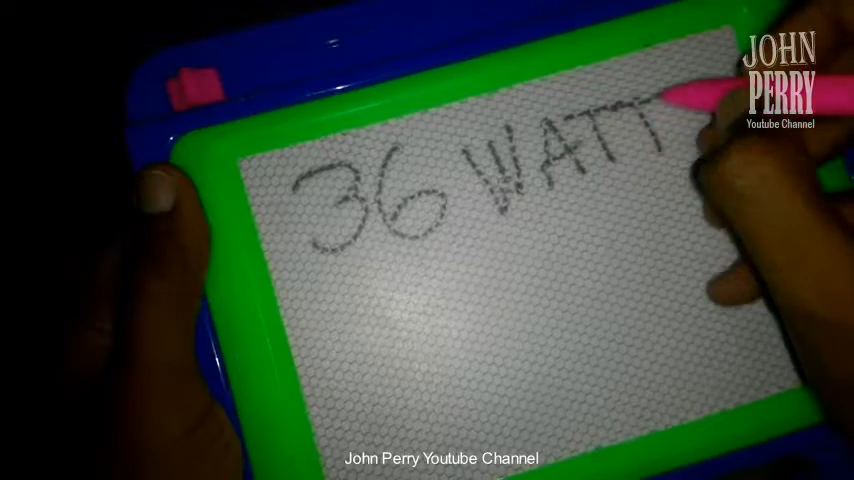 JOHN
PERRY
Youtube Channel
36 WATT
John Perry Youtube Channel